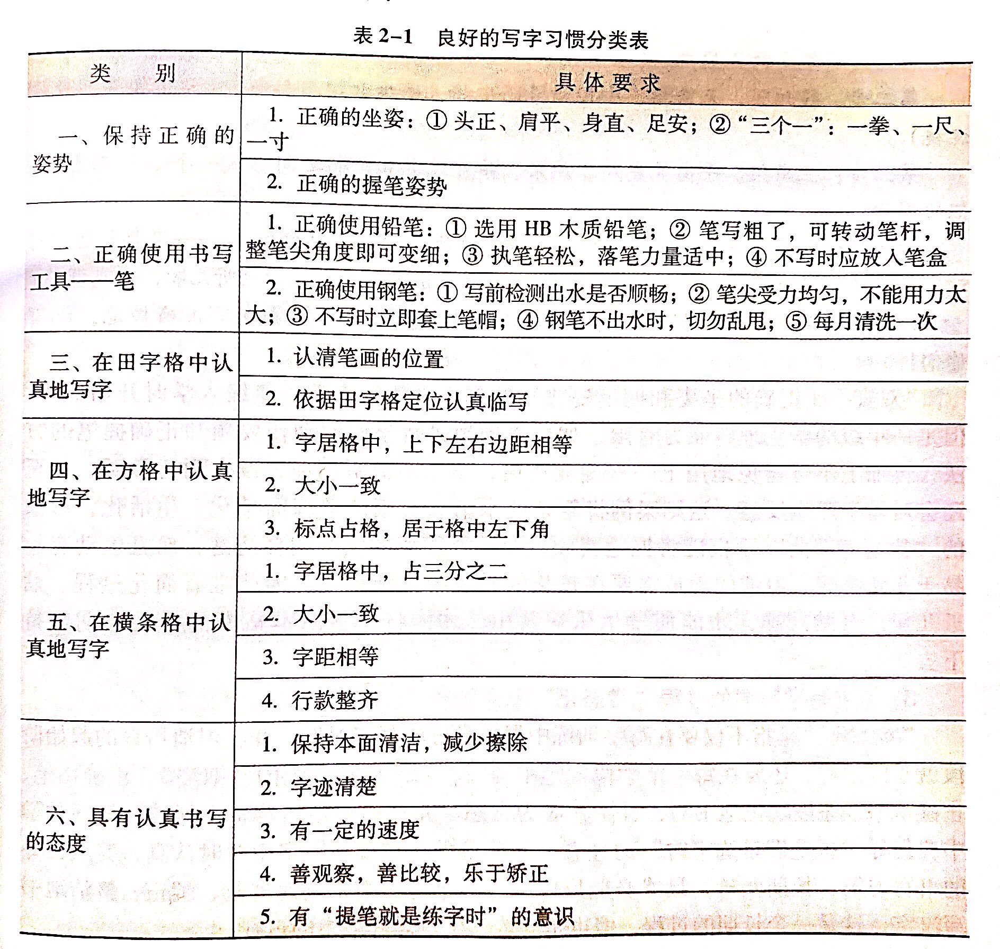 表 2-1 良好的写字习惯分类表
类 别
具体要求
一、保持正确的
姿势
1. 正确的坐姿：① 头正、肩平、身直、足安；② “三个一”：一拳、一尺、
一寸
2. 正确的握笔姿势
二、正确使用书写
工具——笔
1. 正确使用铅笔：① 选用 HB 木质铅笔；② 笔写粗了，可转动笔杆，调
整笔尖角度即可变细；③ 执笔轻松，落笔力量适中；④ 不写时应放入笔盒
2. 正确使用钢笔：① 写前检测出水是否顺畅；② 笔尖受力均匀，不能用力太
大；③ 不写时立即套上笔帽；④ 钢笔不出水时，切勿乱甩；⑤ 每月清洗一次
三、在田字格中认
真地写字
1. 认清笔画的位置
2. 依据田字格定位认真临写
四、在方格中认真
地写字
1. 字居格中，上下左右边距相等
2. 大小一致
3. 标点占格，居于格中左下角
五、在横条格中认
真地写字
1. 字居格中，占三分之二
2. 大小一致
3. 字距相等
4. 行款整齐
六、具有认真书写
的态度
1. 保持本面清洁，减少擦除
2. 字迹清楚
3. 有一定的速度
4. 善观察，善比较，乐于矫正
5. 有“提笔就是练字时”的意识